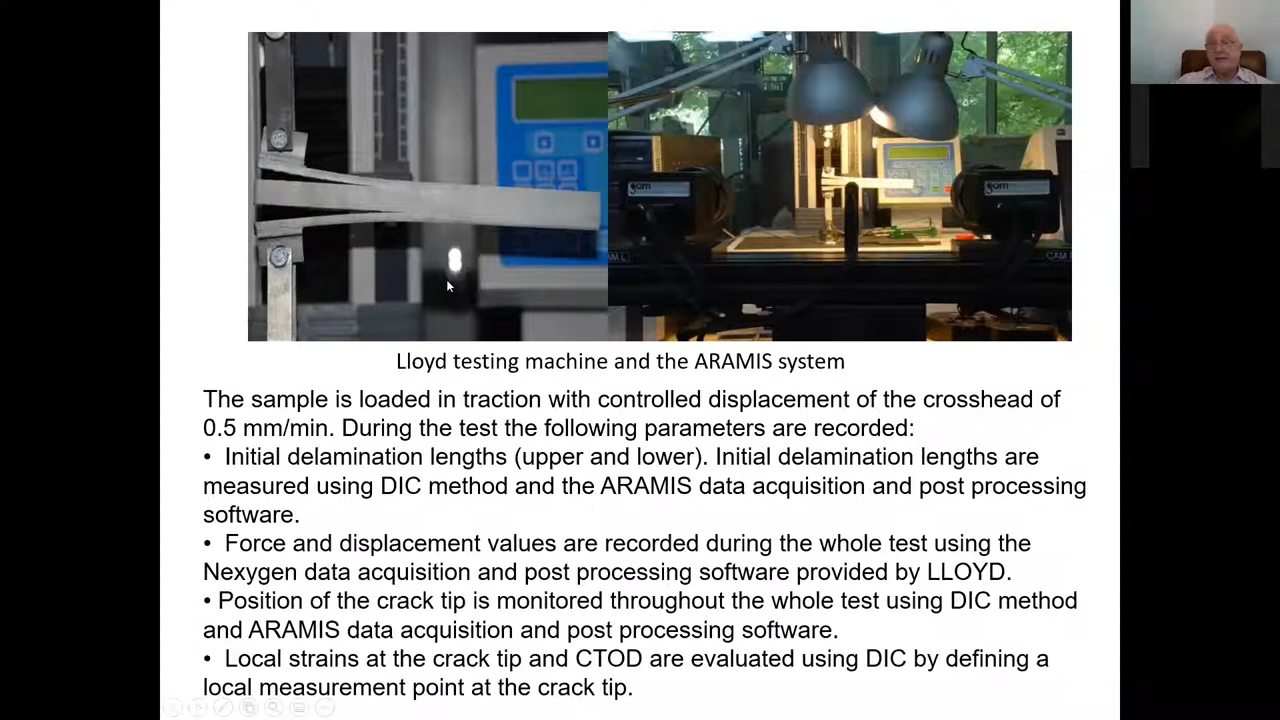 gom
gom
CAM L
CAM
Lloyd testing machine and the ARAMIS system
The sample is loaded in traction with controlled displacement of the crosshead of
0.5 mm/min. During the test the following parameters are recorded:
• Initial delamination lengths (upper and lower). Initial delamination lengths are
measured using DIC method and the ARAMIS data acquisition and post processing
software.
• Force and displacement values are recorded during the whole test using the
Nexygen data acquisition and post processing software provided by LLOYD.
• Position of the crack tip is monitored throughout the whole test using DIC method
and ARAMIS data acquisition and post processing software.
• Local strains at the crack tip and CTOD are evaluated using DIC by defining a
local measurement point at the crack tip.